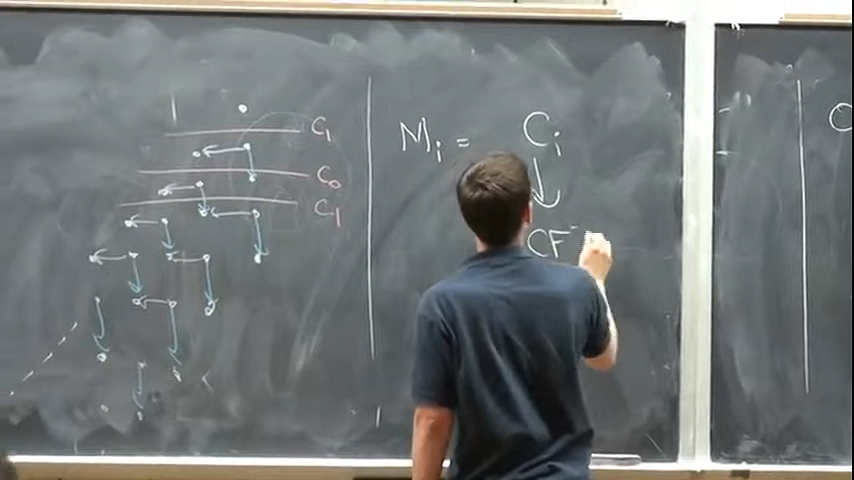 C₁
C₀
C₁
Mᵢ = Cᵢ
↓
CF⁻